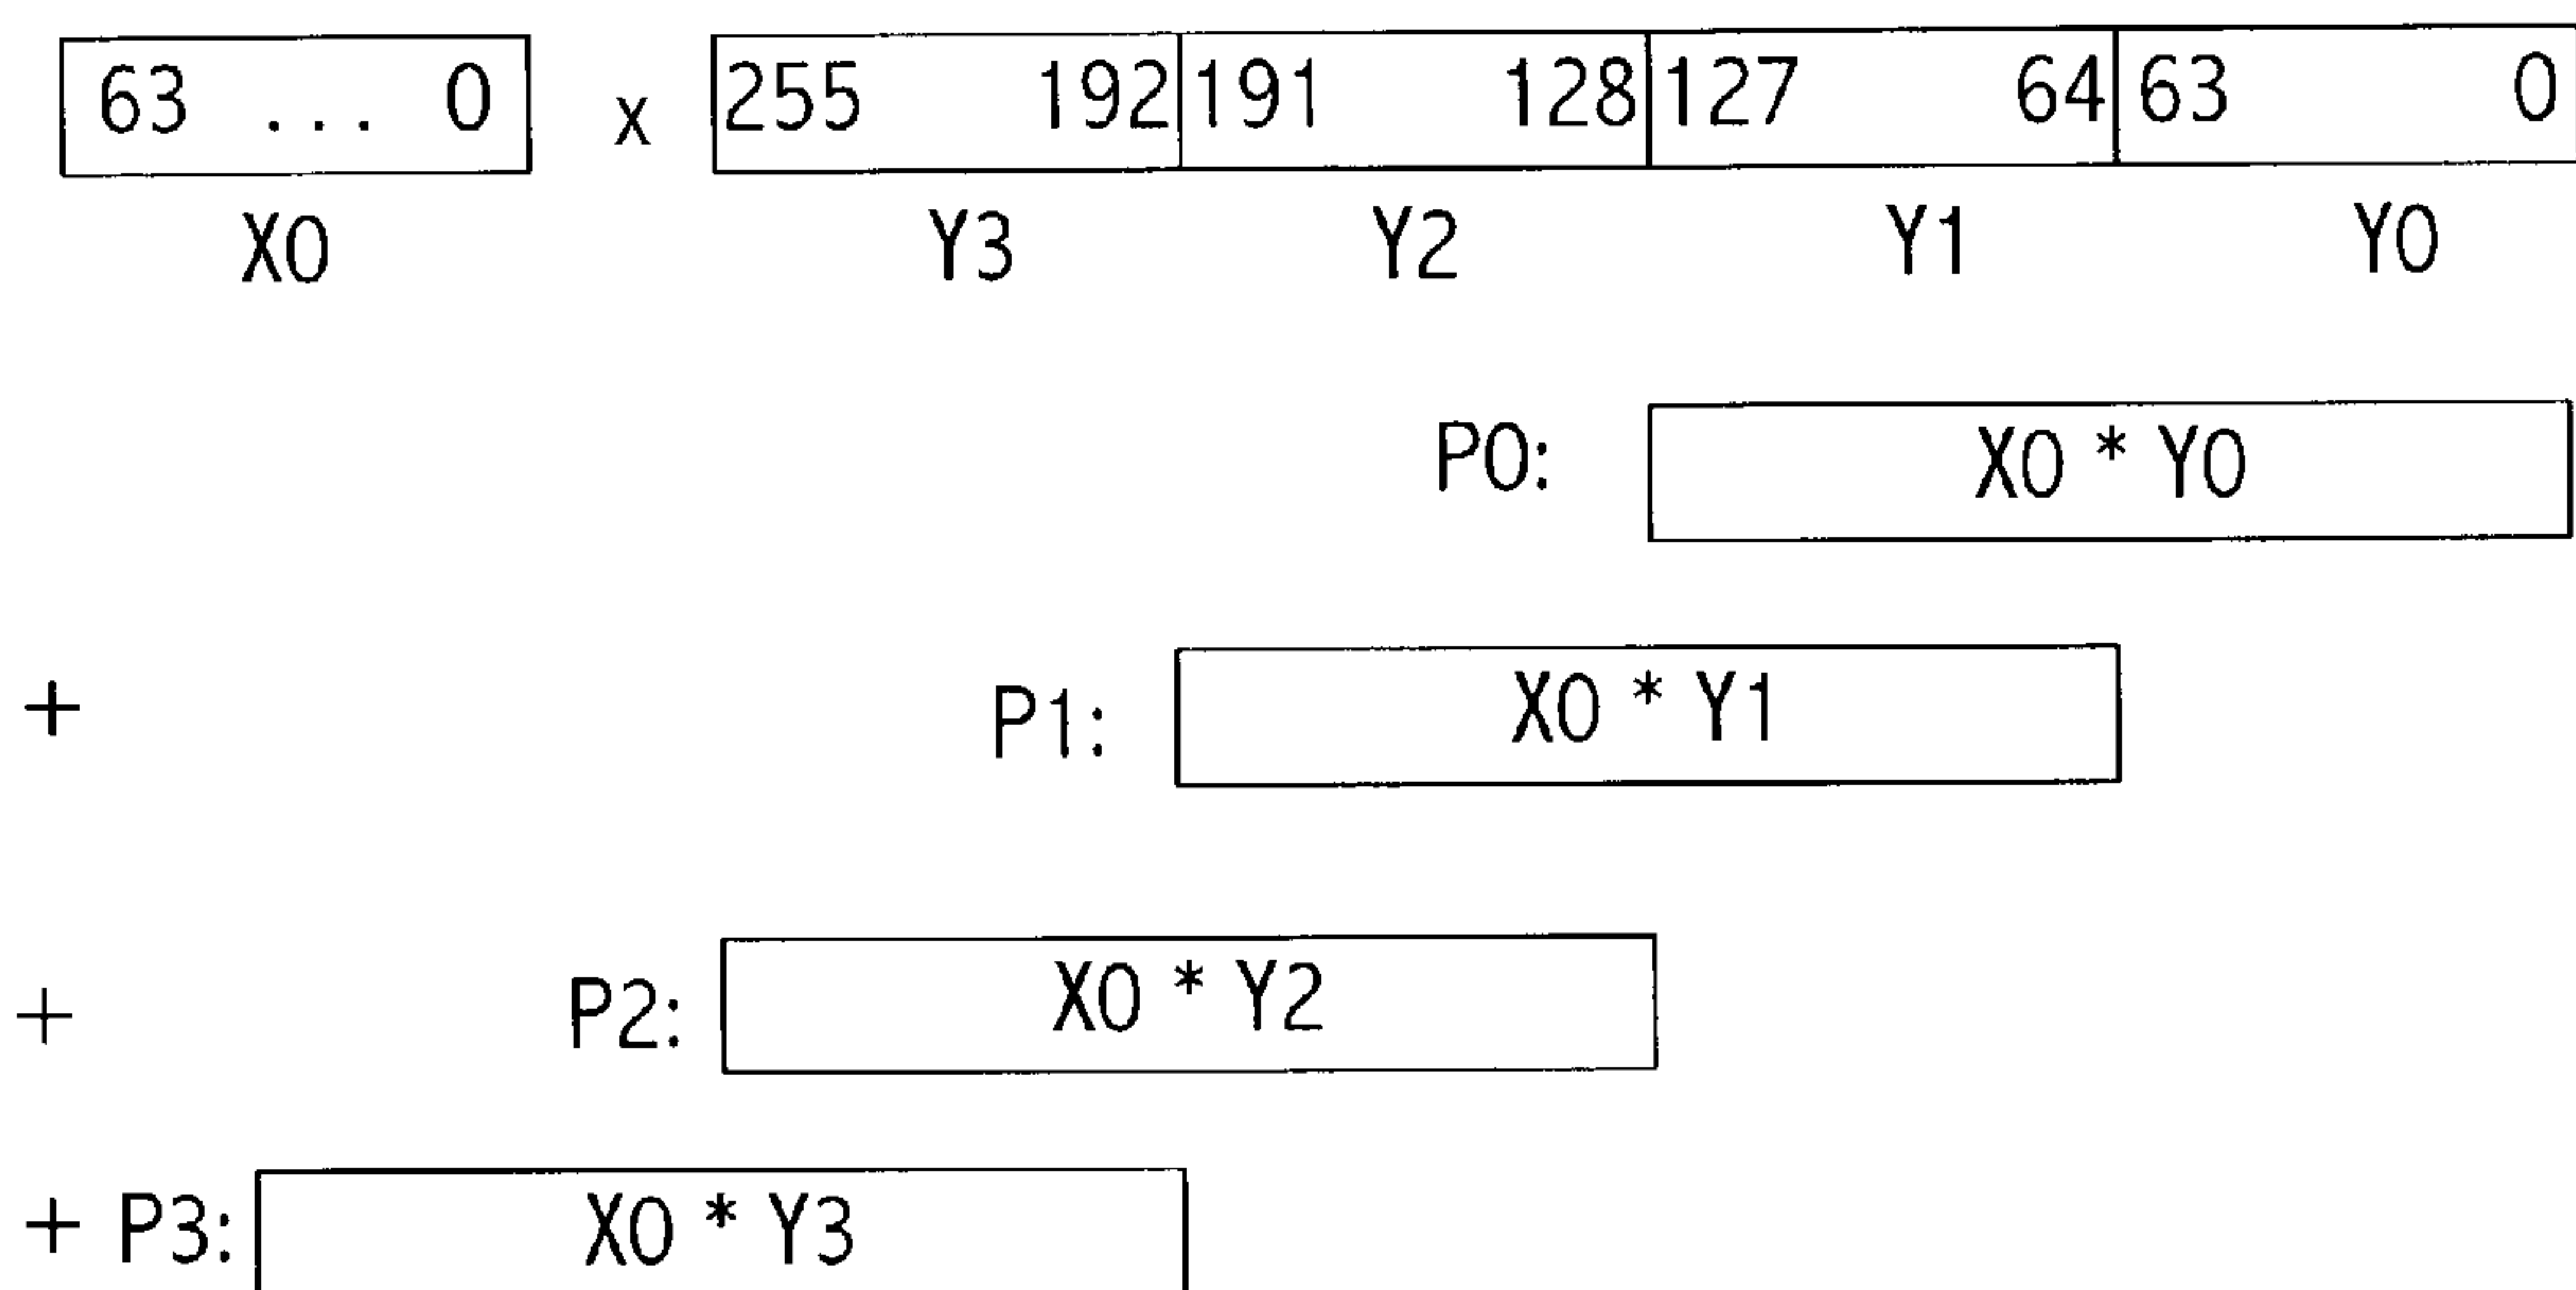 63 ... 0 x 255 192 191 128 127 64 63 0
X0 Y3 Y2 Y1 Y0
P0: X0 * Y0
+ P1: X0 * Y1
+ P2: X0 * Y2
+ P3: X0 * Y3